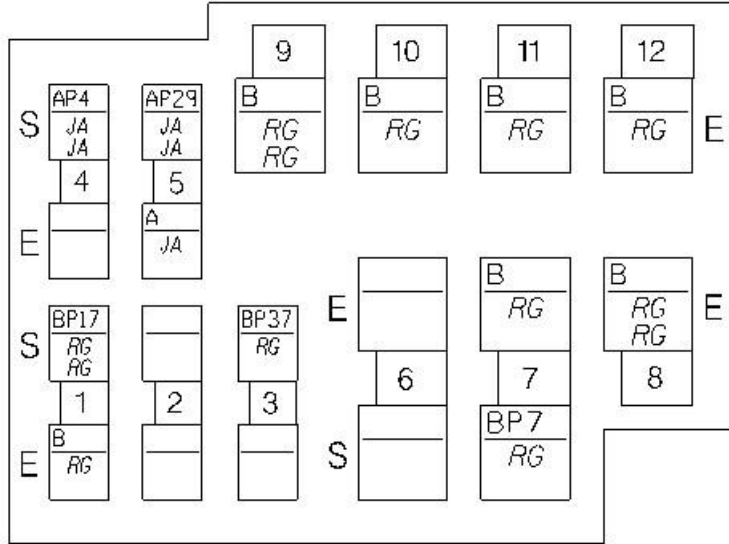 9 10 11 12
B B B B
RG RG RG RG
RG
E
AP4 AP29
S
JA JA
JA JA
4 5
A
E
JA
B B
E E
RG RG
RG
6 7 8
BP7
S
RG
BP17 BP37
S
RG RG
RG
1 2 3
B
E
RG